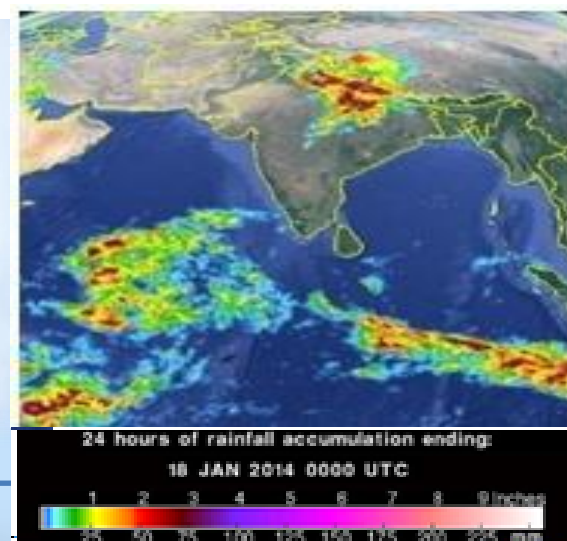 24 hours of rainfall accumulation ending:
18 JAN 2014 0000 UTC
1 2 3 4 5 6 7 8 9 Inches
25 50 75 100 125 150 175 200 225 mm